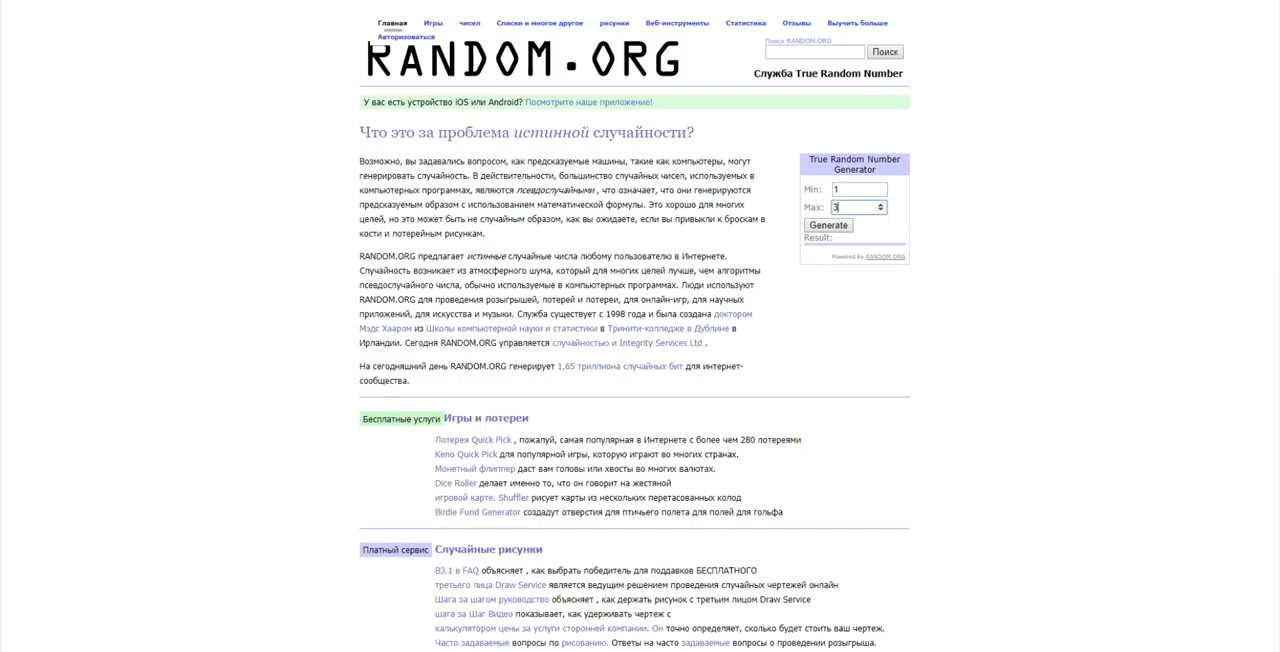 Главная Игры чисел Списки и многое другое рисунки Веб-инструменты Статистика Отзывы Выучить больше
Авторизоваться
RANDOM.ORG
Поиск RANDOM.ORG
Поиск
Служба True Random Number
У вас есть устройство iOS или Android? Посмотрите наше приложение!
Что это за проблема истинной случайности?
Возможно, вы задавались вопросом, как предсказуемые машины, такие как компьютеры, могут
генерировать случайность. В действительности, большинство случайных чисел, используемых в
компьютерных программах, являются псевдослучайными , что означает, что они генерируются
предсказуемым образом с использованием математической формулы. Это хорошо для многих
целей, но это может быть не случайным образом, как вы ожидаете, если вы привыкли к броскам на
кости и лотерейным рисункам.
RANDOM.ORG предлагает истинные случайные числа любому пользователю в Интернете.
Случайность возникает из атмосферного шума, который для многих целей лучше, чем алгоритмы
псевдослучайного числа, обычно используемые в компьютерных программах. Люди используют
RANDOM.ORG для проведения розыгрышей, лотерей и лотереи, для онлайн-игр, для научных
приложений, для искусства и музыки. Служба существует с 1998 года и была создана доктором
Мэдс Хааром из Школы компьютерной науки и статистики в Тринити-колледже в Дублине в
Ирландии. Сегодня RANDOM.ORG управляется случайностью и Integrity Services Ltd .
На сегодняшний день RANDOM.ORG генерирует 1,65 триллиона случайных бит для интернет-
сообщества.
True Random Number
Generator
Min: 1
Max: 3
Generate
Result:
Powered by RANDOM.ORG
Бесплатные услуги Игры и лотереи
Лотерея Quick Pick , пожалуй, самая популярная в Интернете с более чем 280 лотереями
Keno Quick Pick для популярной игры, которую играют во многих странах.
Монетный флиппер даст вам головы или хвосты во многих валютах.
Dice Roller делает именно то, что он говорит на жестяной
игровой карте. Shuffler рисует карты из нескольких перетасованных колод
Birdie Fund Generator создадут отверстия для птичьего полета для полей для гольфа
Платный сервис Случайные рисунки
В3.1 в FAQ объясняет , как выбрать победитель для поддавков БЕСПЛАТНОГО
третьего лица Draw Service является ведущим решением проведения случайных чертежей онлайн
Шага за шагом руководство объясняет , как держать рисунок с третьим лицом Draw Service
шага за Шаг Видео показывает, как удерживать чертеж с
калькулятором цены за услуги сторонней компании. Он точно определяет, сколько будет стоить ваш чертеж.
Часто задаваемые вопросы по рисованию. Ответы на часто задаваемые вопросы о проведении розыгрыша.